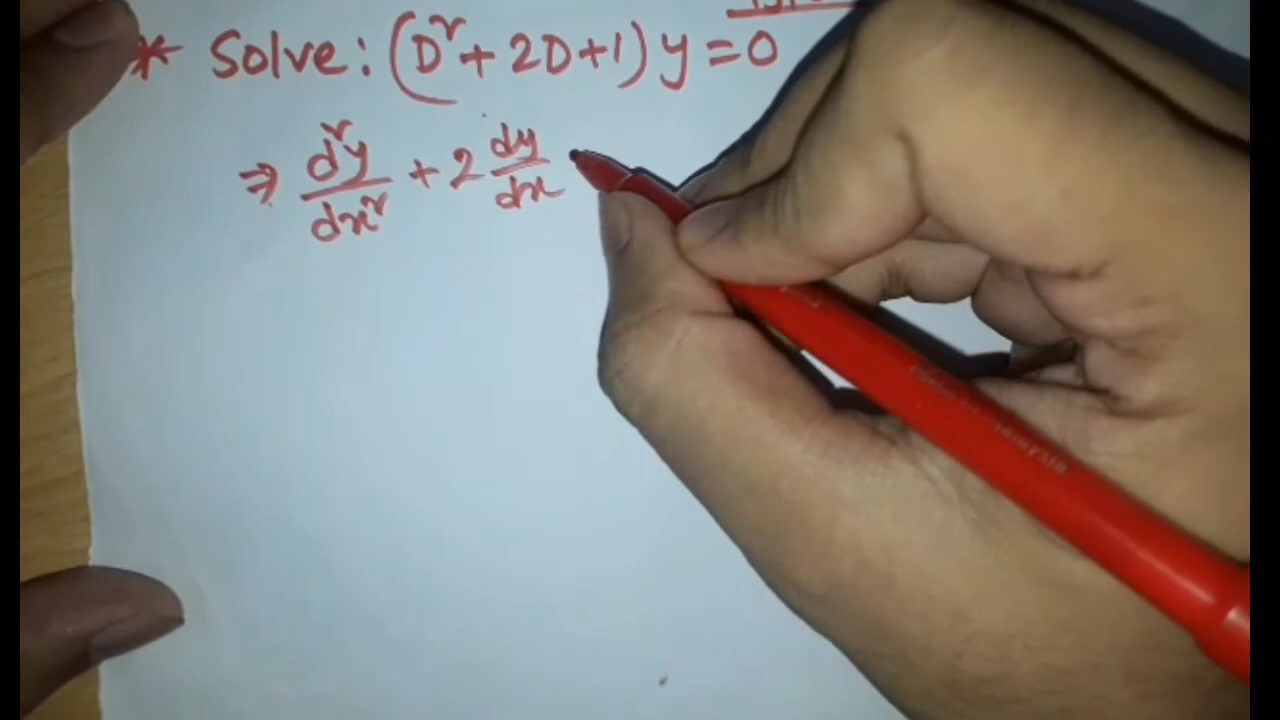 * Solve: (D² + 2D + 1) y = 0
⇒ d²y/dx² + 2 dy/dx